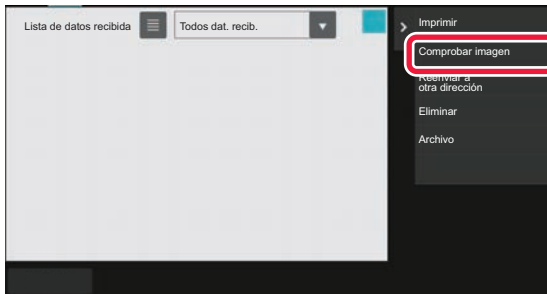 Lista de datos recibida
Todos dat. recib.
Imprimir
Comprobar imagen
Reenviar a
otra dirección
Eliminar
Archivo